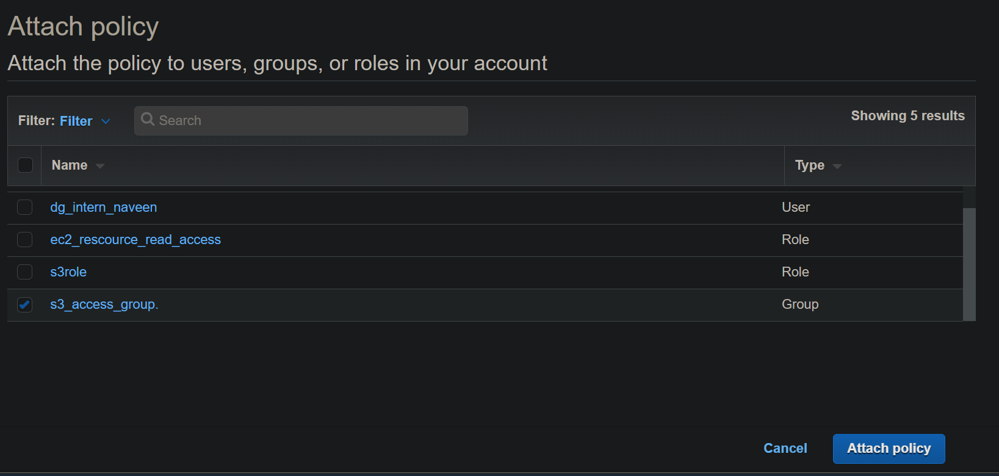 Attach policy
Attach the policy to users, groups, or roles in your account
Filter: Filter Search Showing 5 results
Name Type
dg_intern_naveen User
ec2_rescource_read_access Role
s3role Role
s3_access_group. Group
Cancel Attach policy